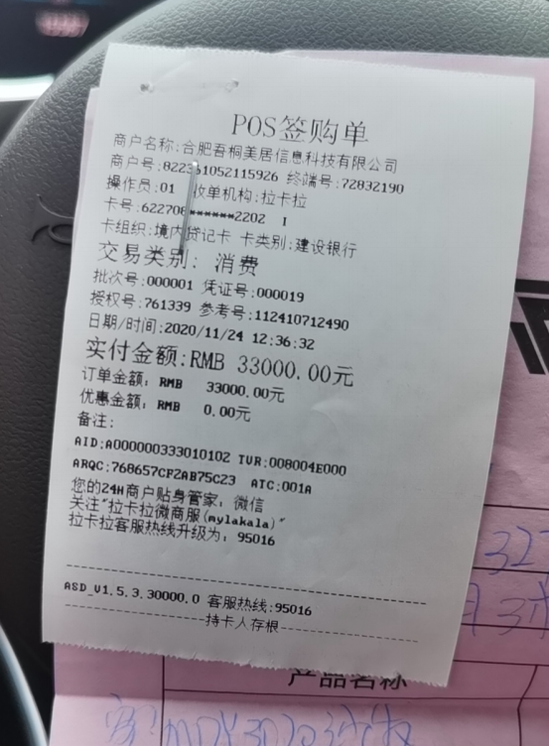 POS签购单
商户名称:合肥吾桐美居信息科技有限公司
商户号:822361052115926 终端号:72832190
操作员:01 收单机构:拉卡拉
卡号:622708******2202 I
卡组织:境内贷记卡 卡类别:建设银行
交易类别: 消费
批次号:000001 凭证号:000019
授权号:761339 参考号:112410712490
日期/时间:2020/11/24 12:36:32
实付金额:RMB 33000.00元
订单金额: RMB 33000.00元
优惠金额: RMB 0.00元
备注:
AID:A000000333010102 TVR:008004E000
ARQC:768657CF2AB75C23 ATC:001A
您的24H商户贴身管家: 微信
关注"拉卡拉微商服(mylakala)"
拉卡拉客服热线升级为: 95016
ASD_V1.5.3.30000.0 客服热线:95016
持卡人存根
产品名称